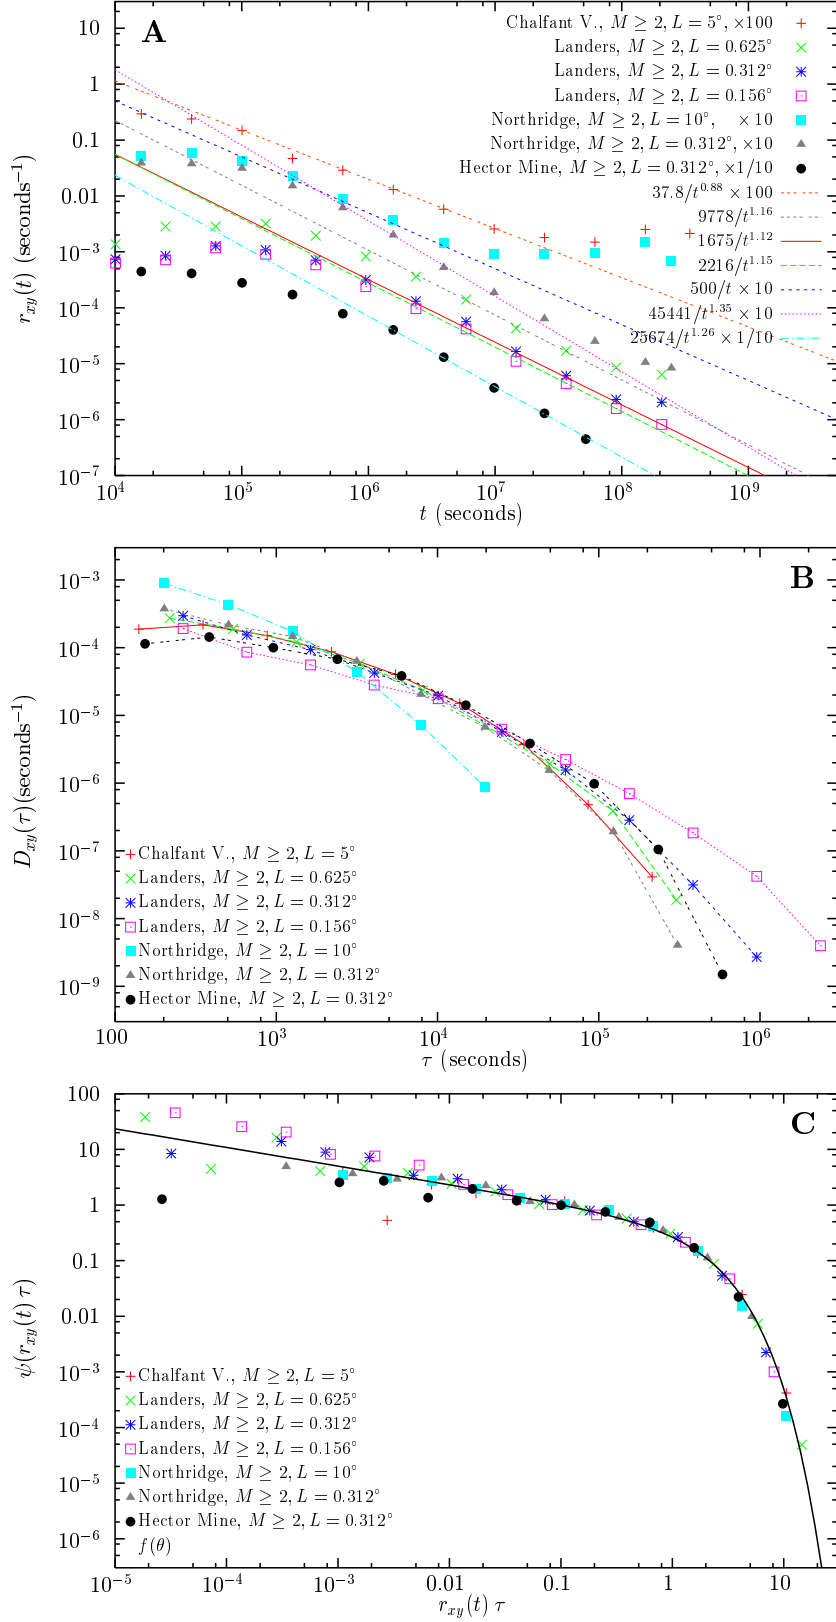 A
Chalfant V., M ≥ 2, L = 5°, ×100
Landers, M ≥ 2, L = 0.625°
Landers, M ≥ 2, L = 0.312°
Landers, M ≥ 2, L = 0.156°
Northridge, M ≥ 2, L = 10°, × 10
Northridge, M ≥ 2, L = 0.312°, ×10
Hector Mine, M ≥ 2, L = 0.312°, ×1/10
37.8/t^0.88 × 100
9778/t^1.16
1675/t^1.12
2216/t^1.15
500/t × 10
45441/t^1.35 × 10
25674/t^1.26 × 1/10
10
1
0.1
0.01
10^−3
10^−4
10^−5
10^−6
10^−7
r_xy(t) (seconds^−1)
10^4 10^5 10^6 10^7 10^8 10^9
t (seconds)
B
10^−3
10^−4
10^−5
10^−6
10^−7
10^−8
10^−9
D_xy(τ)(seconds^−1)
Chalfant V., M ≥ 2, L = 5°
Landers, M ≥ 2, L = 0.625°
Landers, M ≥ 2, L = 0.312°
Landers, M ≥ 2, L = 0.156°
Northridge, M ≥ 2, L = 10°
Northridge, M ≥ 2, L = 0.312°
Hector Mine, M ≥ 2, L = 0.312°
100 10^3 10^4 10^5 10^6
τ (seconds)
C
100
10
1
0.1
0.01
10^−3
10^−4
10^−5
10^−6
ψ(r_xy(t) τ)
Chalfant V., M ≥ 2, L = 5°
Landers, M ≥ 2, L = 0.625°
Landers, M ≥ 2, L = 0.312°
Landers, M ≥ 2, L = 0.156°
Northridge, M ≥ 2, L = 10°
Northridge, M ≥ 2, L = 0.312°
Hector Mine, M ≥ 2, L = 0.312°
f(θ)
10^−5 10^−4 10^−3 0.01 0.1 1 10
r_xy(t) τ